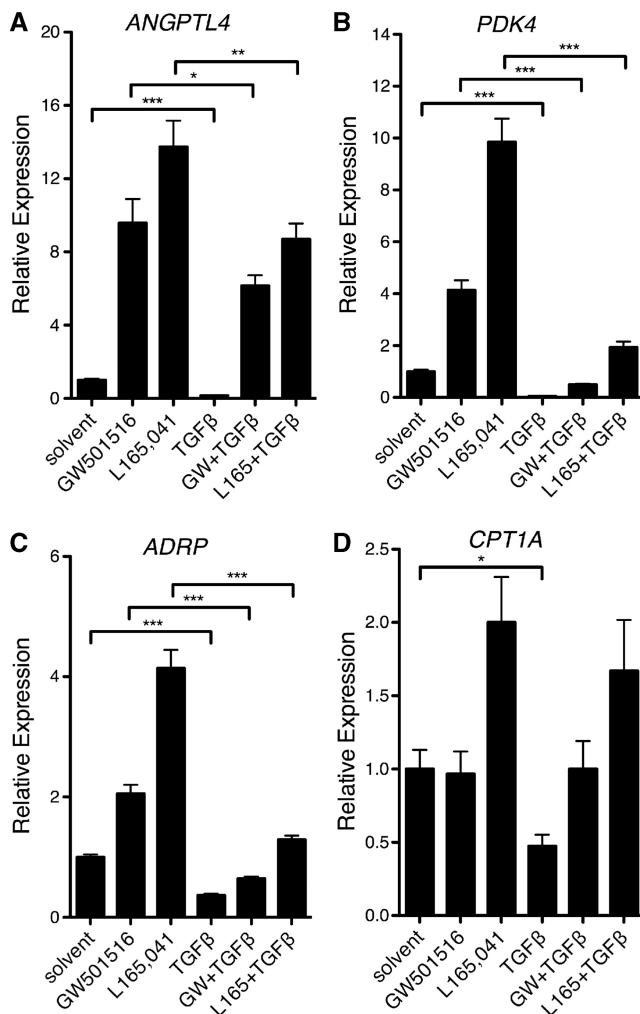 A
ANGPTL4
20
16
12
8
4
0
Relative Expression
**
*
***
solvent
GW501516
L165,041
TGFβ
GW+TGFβ
L165+TGFβ
B
PDK4
14
12
10
8
6
4
2
0
Relative Expression
***
***
***
solvent
GW501516
L165,041
TGFβ
GW+TGFβ
L165+TGFβ
C
ADRP
6
4
2
0
Relative Expression
***
***
***
solvent
GW501516
L165,041
TGFβ
GW+TGFβ
L165+TGFβ
D
CPT1A
2.5
2.0
1.5
1.0
0.5
0.0
Relative Expression
*
solvent
GW501516
L165,041
TGFβ
GW+TGFβ
L165+TGFβ